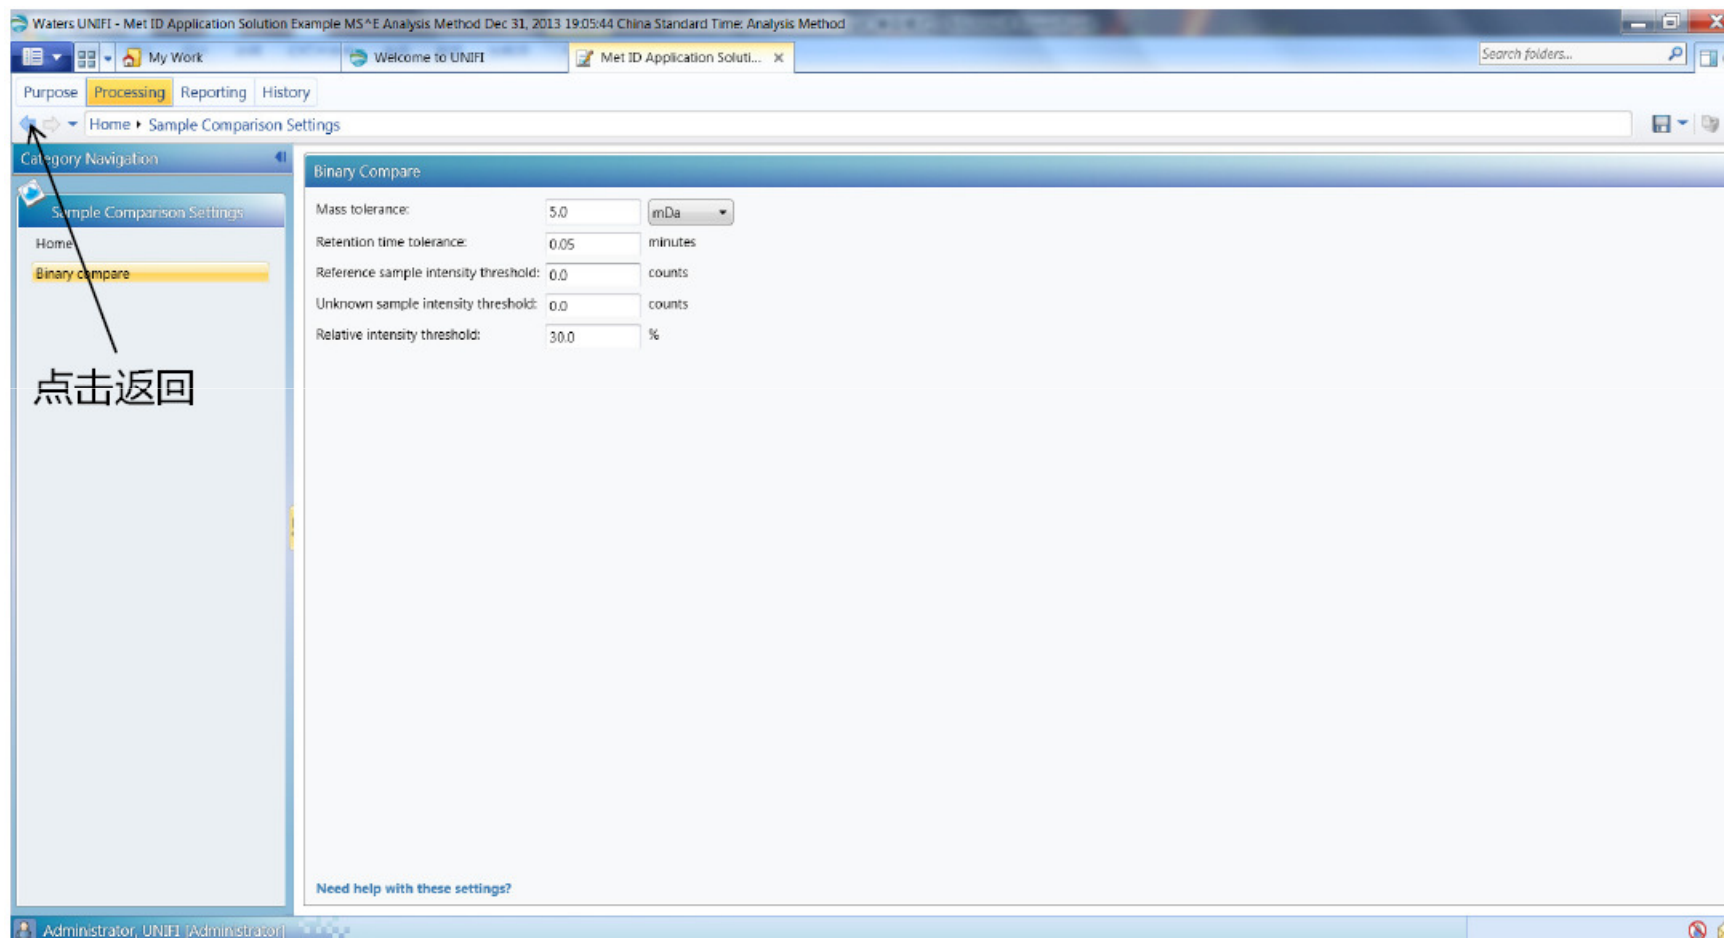 Waters UNIFI - Met ID Application Solution Example MS^E Analysis Method Dec 31, 2013 19:05:44 China Standard Time: Analysis Method
My Work
Welcome to UNIFI
Met ID Application Soluti...
Search folders...
Purpose Processing Reporting History
Home Sample Comparison Settings
Category Navigation
Sample Comparison Settings
Home
Binary compare
点击返回
Binary Compare
Mass tolerance: 5.0 mDa
Retention time tolerance: 0.05 minutes
Reference sample intensity threshold: 0.0 counts
Unknown sample intensity threshold: 0.0 counts
Relative intensity threshold: 30.0 %
Need help with these settings?
Administrator, UNIFI [Administrator]